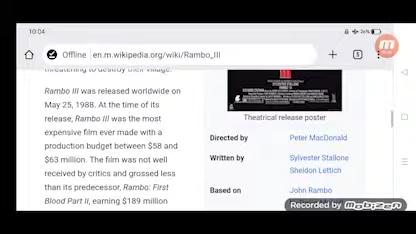 10:04
26%
Offline
en.m.wikipedia.org/wiki/Rambo_III
5
threatening to destroy their village.
Rambo III was released worldwide on
May 25, 1988. At the time of its
release, Rambo III was the most
expensive film ever made with a
production budget between $58 and
$63 million. The film was not well
received by critics and grossed less
than its predecessor, Rambo: First
Blood Part II, earning $189 million
Theatrical release poster
Directed by Peter MacDonald
Written by Sylvester Stallone
Sheldon Lettich
Based on John Rambo
Recorded by Mobizen